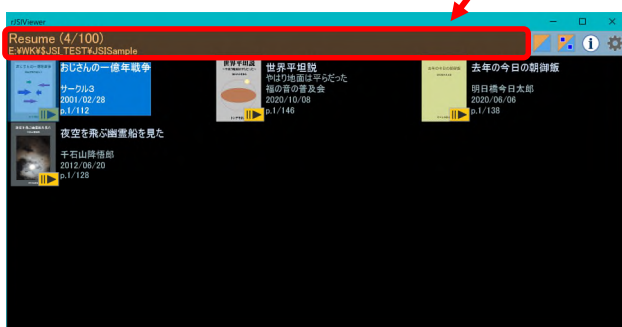 rJSIViewer
Resume (4/100)
E:¥WK¥$JSI_TEST¥JSISample
おじさんの一億年戦争
サークル3
2001/02/28
p.1/112
世界平坦説
やはり地面は平らだった
福の音の普及会
2020/10/08
p.1/146
去年の今日の朝御飯
明日橋今日太郎
2020/06/06
p.1/138
夜空を飛ぶ幽霊船を見た
千石山降悟郎
2012/06/20
p.1/128